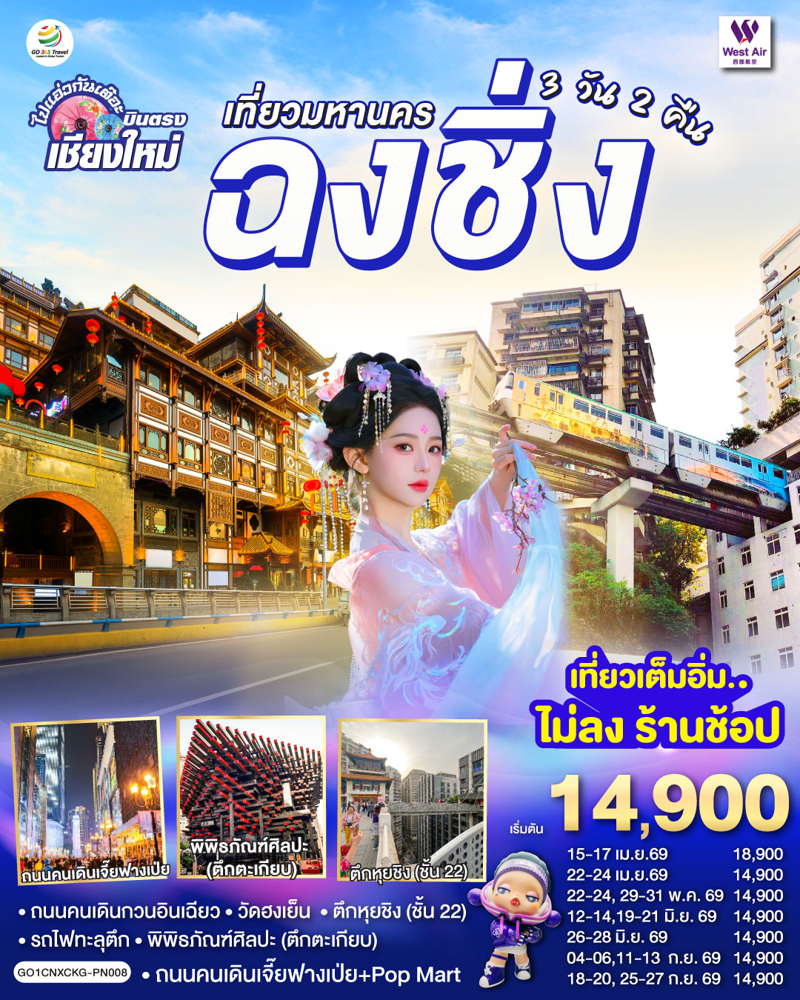 GO 365 Travel
Leaders in Global Tourism
West Air
西部航空
ไปแอ่วกันเต๊อะ
บินตรง
เชียงใหม่
เที่ยวมหานคร
3 วัน 2 คืน
ฉงชิ่ง
เที่ยวเต็มอิ่ม..
ไม่ลง ร้านช้อป
เริ่มตัน 14,900
ถนนคนเดินเจี๊ยฟางเป่ย
พิพิธภัณฑ์ศิลปะ
(ตึกตะเกียบ)
ตึกหุยชิง (ชั้น 22)
15-17 เม.ย.69 18,900
22-24 เม.ย.69 14,900
22-24, 29-31 พ.ค. 69 14,900
12-14,19-21 มิ.ย. 69 14,900
26-28 มิ.ย. 69 14,900
04-06,11-13 ก.ย. 69 14,900
18-20, 25-27 ก.ย. 69 14,900
• ถนนคนเดินกวนอินเฉียว • วัดฮงเย็น • ตึกหุยชิง (ชั้น 22)
• รถไฟทะลุตึก • พิพิธภัณฑ์ศิลปะ (ตึกตะเกียบ)
GO1CNXCKG-PN008 • ถนนคนเดินเจี๊ยฟางเป่ย+Pop Mart